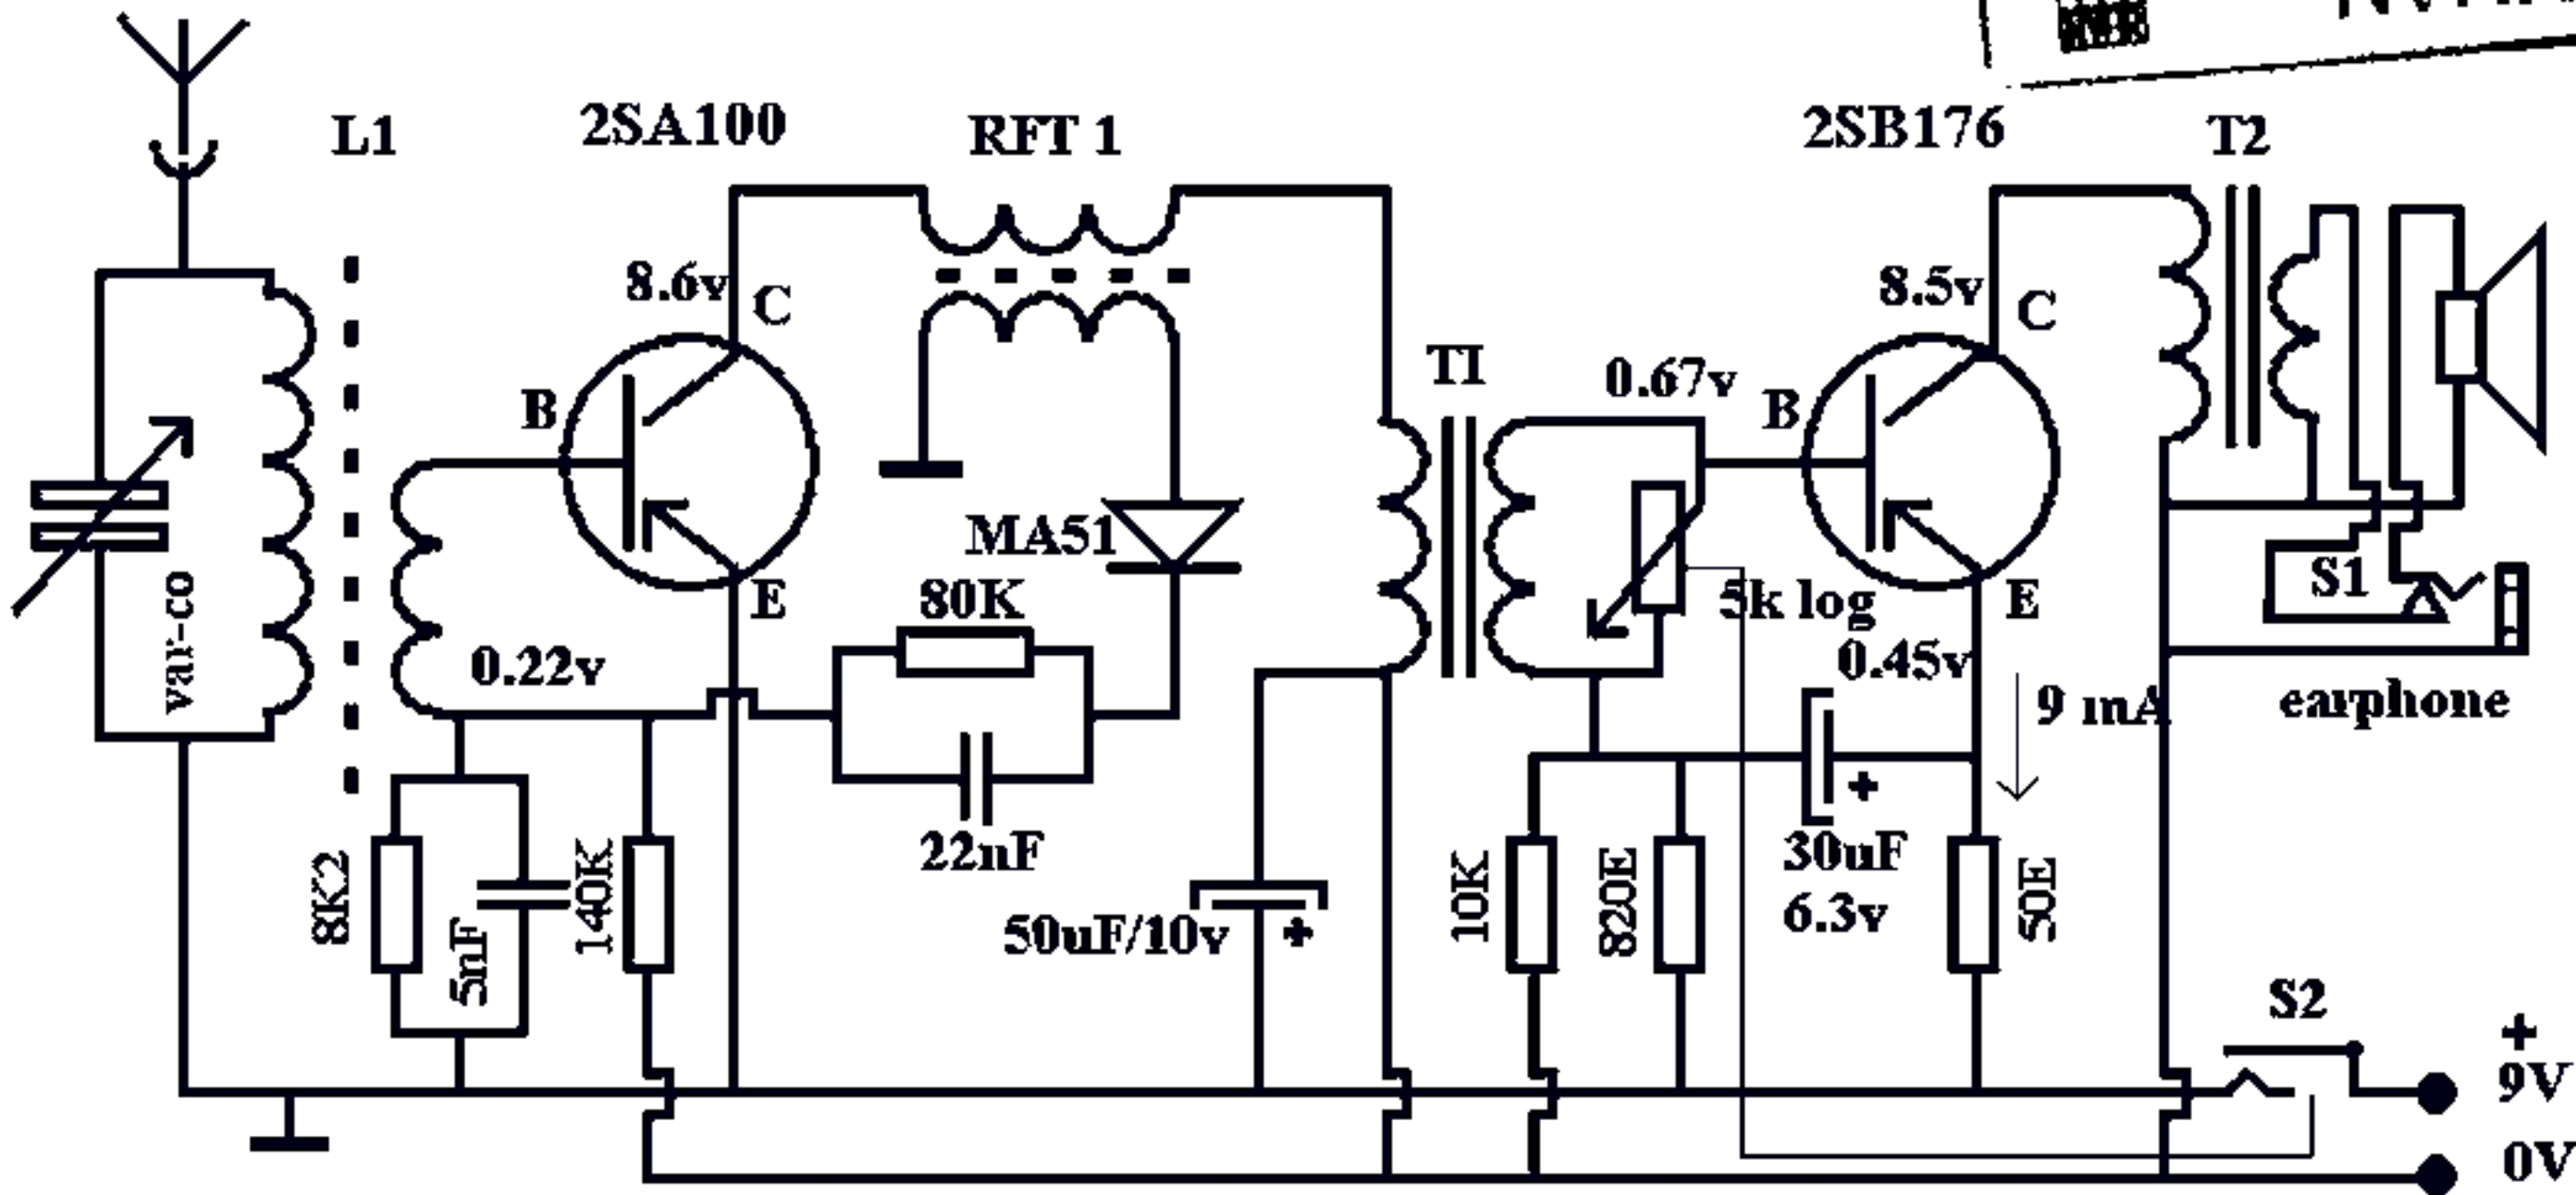 L1
2SA100
RFT 1
2SB176
T2
8.6v
C
8.5v
C
B
TI
0.67v
B
MA51
80K
E
5k log
E
S1
var-co
0.22v
0.45v
9 mA
earphone
22nF
30uF
6.3v
8K2
5nF
140K
50uF/10v
+
+
10K
820E
50E
S2
+
9V
0V